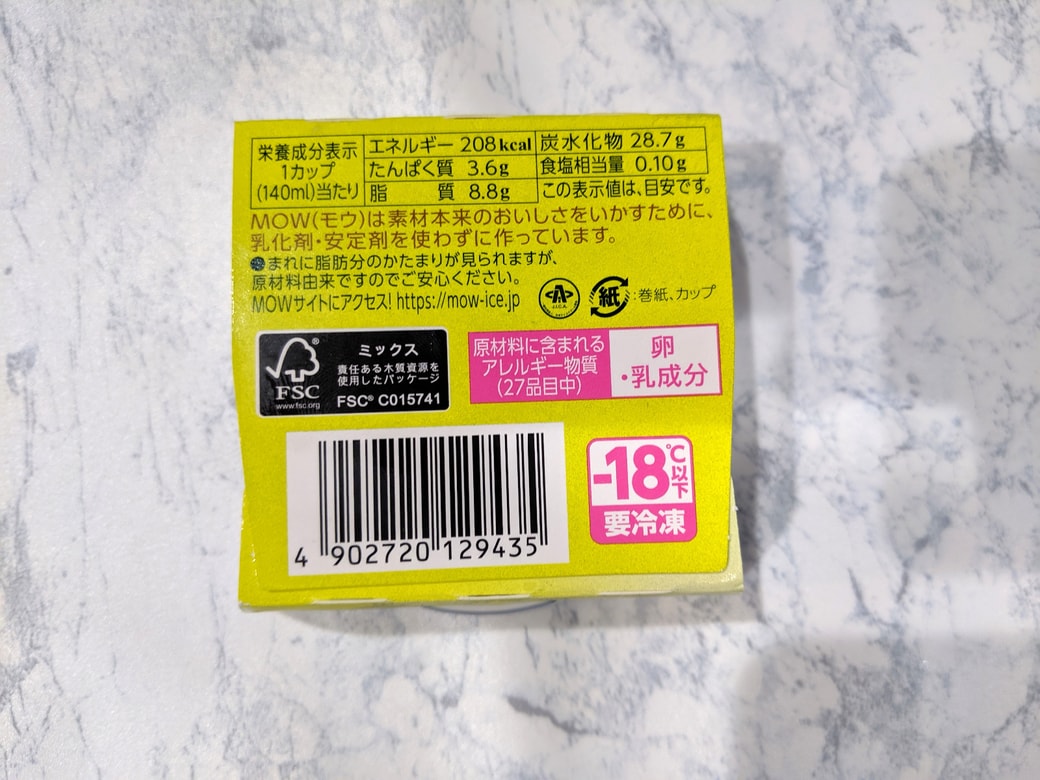 栄養成分表示
1カップ
(140ml)当たり
エネルギー 208kcal
炭水化物 28.7g
たんぱく質 3.6g
食塩相当量 0.10g
脂 質 8.8g
この表示値は、目安です。
MOW(モウ)は素材本来のおいしさをいかすために、
乳化剤・安定剤を使わずに作っています。
●まれに脂肪分のかたまりが見られますが、
原材料由来ですのでご安心ください。
MOWサイトにアクセス! https://mow-ice.jp
紙:巻紙、カップ
FSC®
www.fsc.org
ミックス
責任ある木質資源を
使用したパッケージ
FSC® C015741
原材料に含まれる
アレルギー物質
(27品目中)
卵
・乳成分
-18℃以下
要冷凍
4 902720 129435